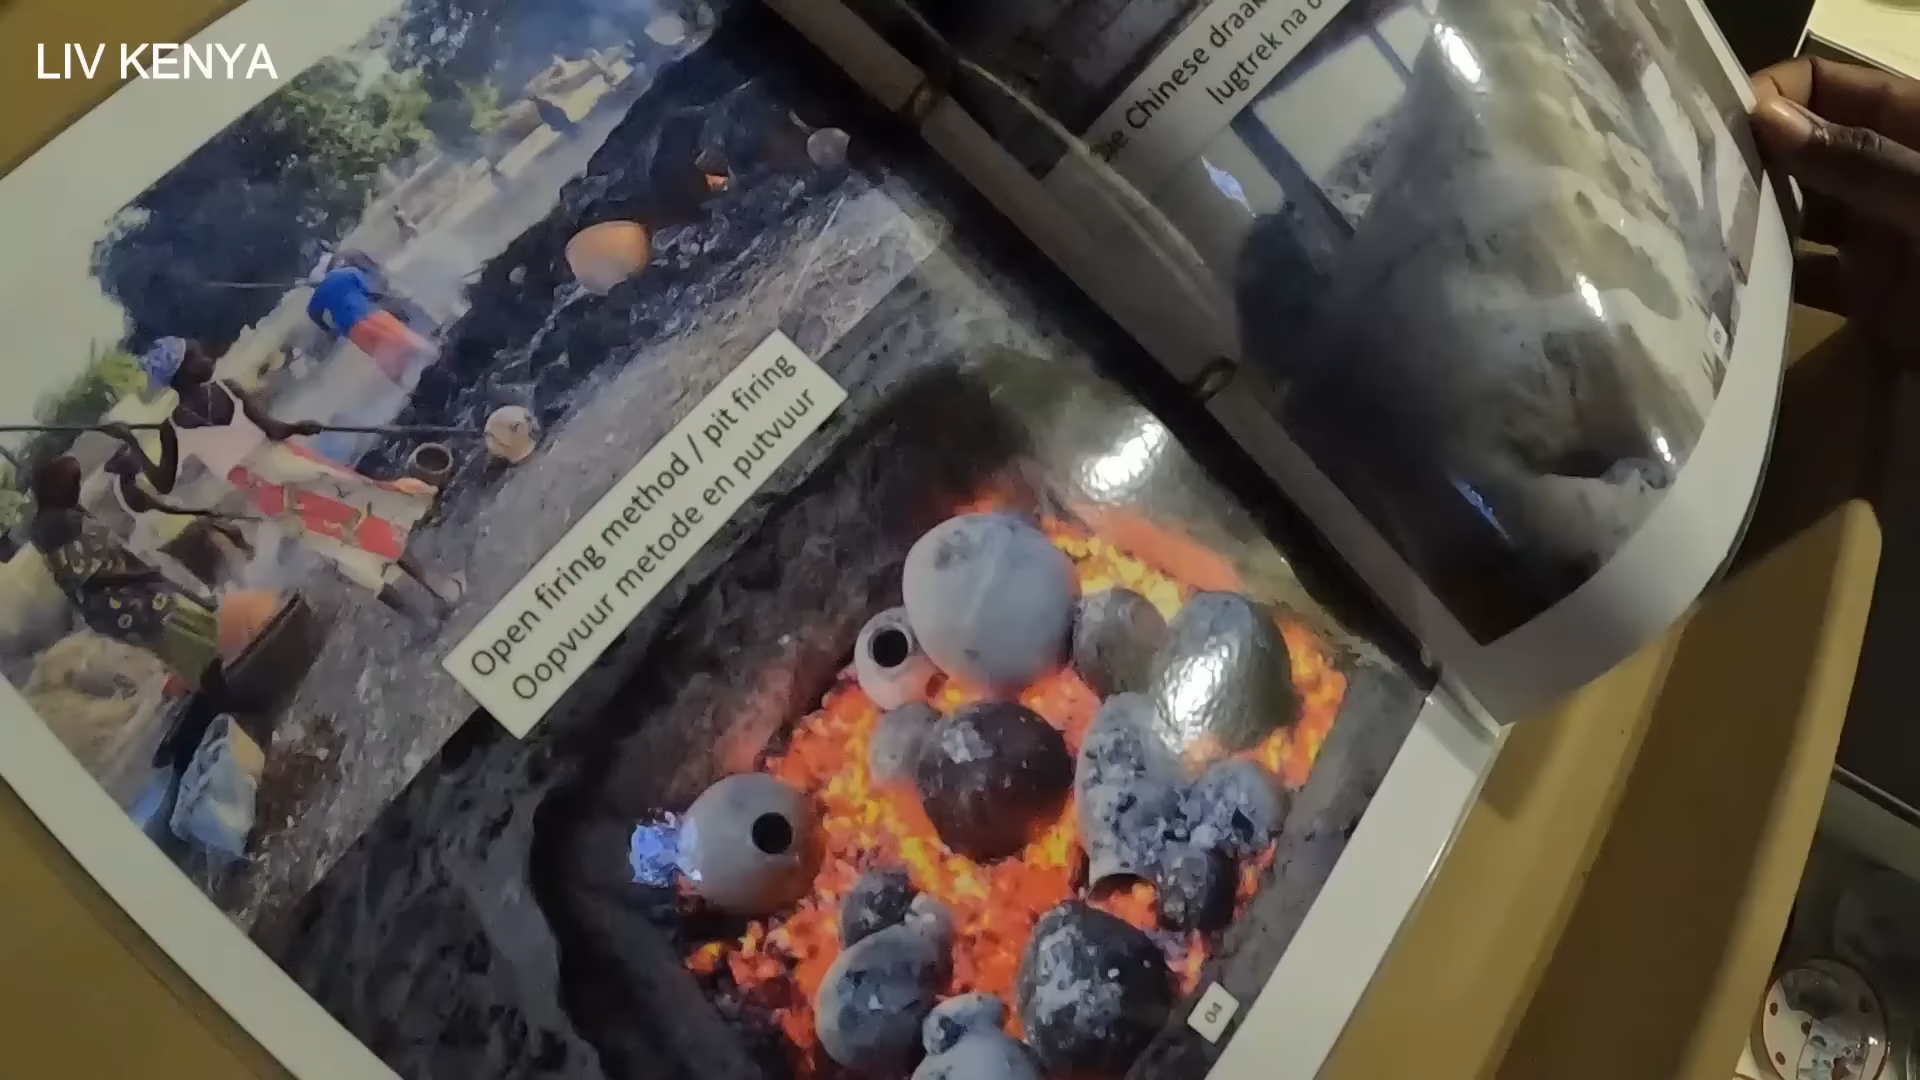 LIV KENYA
Open firing method / pit firing
Oopvuur metode en putvuur
Chinese draak
lugtrek na
04